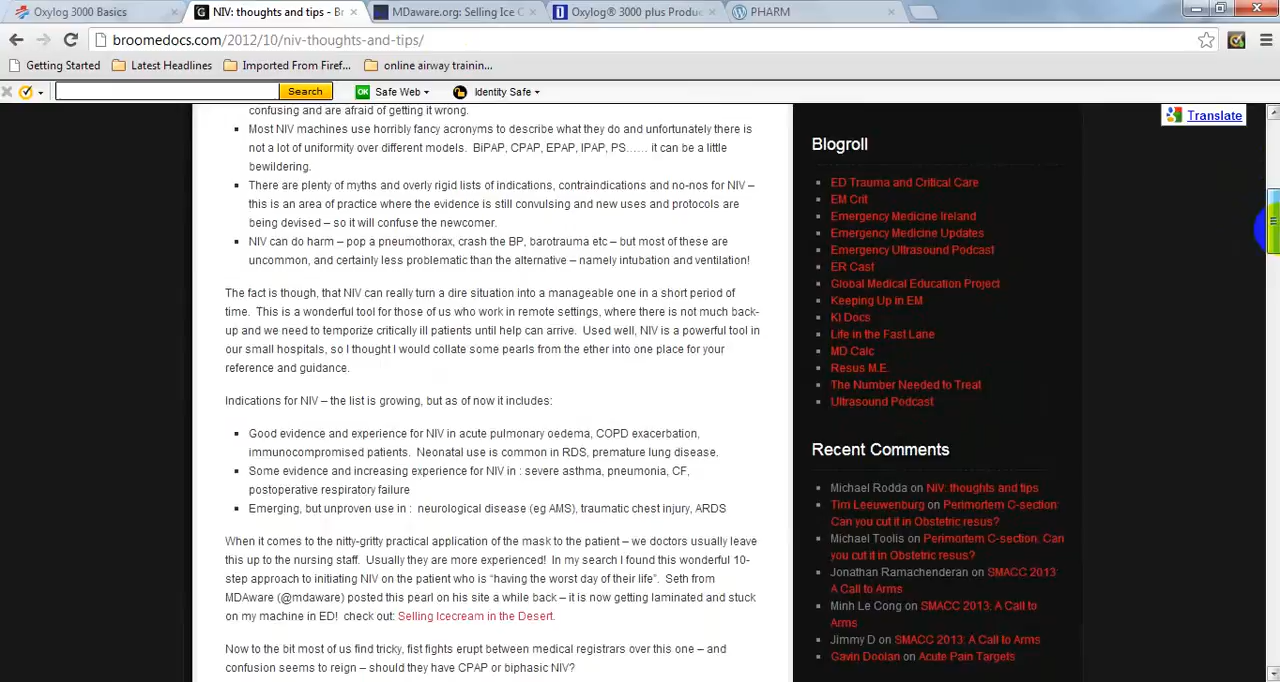 Oxylog 3000 Basics
NIV: thoughts and tips - Br
MDaware.org: Selling Ice C
Oxylog® 3000 plus Produc
PHARM
broomedocs.com/2012/10/niv-thoughts-and-tips/
Getting Started
Latest Headlines
Imported From Firef...
online airway trainin...
Search
OK
Safe Web
Identity Safe
Translate
confusing and are afraid of getting it wrong.
Most NIV machines use horribly fancy acronyms to describe what they do and unfortunately there is
not a lot of uniformity over different models. BiPAP, CPAP, EPAP, IPAP, PS…… it can be a little
bewildering.
There are plenty of myths and overly rigid lists of indications, contraindications and no-nos for NIV –
this is an area of practice where the evidence is still convulsing and new uses and protocols are
being devised – so it will confuse the newcomer.
NIV can do harm – pop a pneumothorax, crash the BP, barotrauma etc – but most of these are
uncommon, and certainly less problematic than the alternative – namely intubation and ventilation!
The fact is though, that NIV can really turn a dire situation into a manageable one in a short period of
time. This is a wonderful tool for those of us who work in remote settings, where there is not much back-
up and we need to temporize critically ill patients until help can arrive. Used well, NIV is a powerful tool in
our small hospitals, so I thought I would collate some pearls from the ether into one place for your
reference and guidance.
Indications for NIV – the list is growing, but as of now it includes:
Good evidence and experience for NIV in acute pulmonary oedema, COPD exacerbation,
immunocompromised patients. Neonatal use is common in RDS, premature lung disease.
Some evidence and increasing experience for NIV in : severe asthma, pneumonia, CF,
postoperative respiratory failure
Emerging, but unproven use in : neurological disease (eg AMS), traumatic chest injury, ARDS
When it comes to the nitty-gritty practical application of the mask to the patient – we doctors usually leave
this up to the nursing staff. Usually they are more experienced! In my search I found this wonderful 10-
step approach to initiating NIV on the patient who is “having the worst day of their life”. Seth from
MDAware (@mdaware) posted this pearl on his site a while back – it is now getting laminated and stuck
on my machine in ED! check out: Selling Icecream in the Desert.
Now to the bit most of us find tricky, fist fights erupt between medical registrars over this one – and
confusion seems to reign – should they have CPAP or biphasic NIV?
Blogroll
ED Trauma and Critical Care
EM Crit
Emergency Medicine Ireland
Emergency Medicine Updates
Emergency Ultrasound Podcast
ER Cast
Global Medical Education Project
Keeping Up in EM
KI Docs
Life in the Fast Lane
MD Calc
Resus M.E.
The Number Needed to Treat
Ultrasound Podcast
Recent Comments
Michael Rodda on NIV: thoughts and tips
Tim Leeuwenburg on Perimortem C-section:
Can you cut it in Obstetric resus?
Michael Toolis on Perimortem C-section: Can
you cut it in Obstetric resus?
Jonathan Ramachenderan on SMACC 2013:
A Call to Arms
Minh Le Cong on SMACC 2013: A Call to
Arms
Jimmy D on SMACC 2013: A Call to Arms
Gavin Doolan on Acute Pain Targets